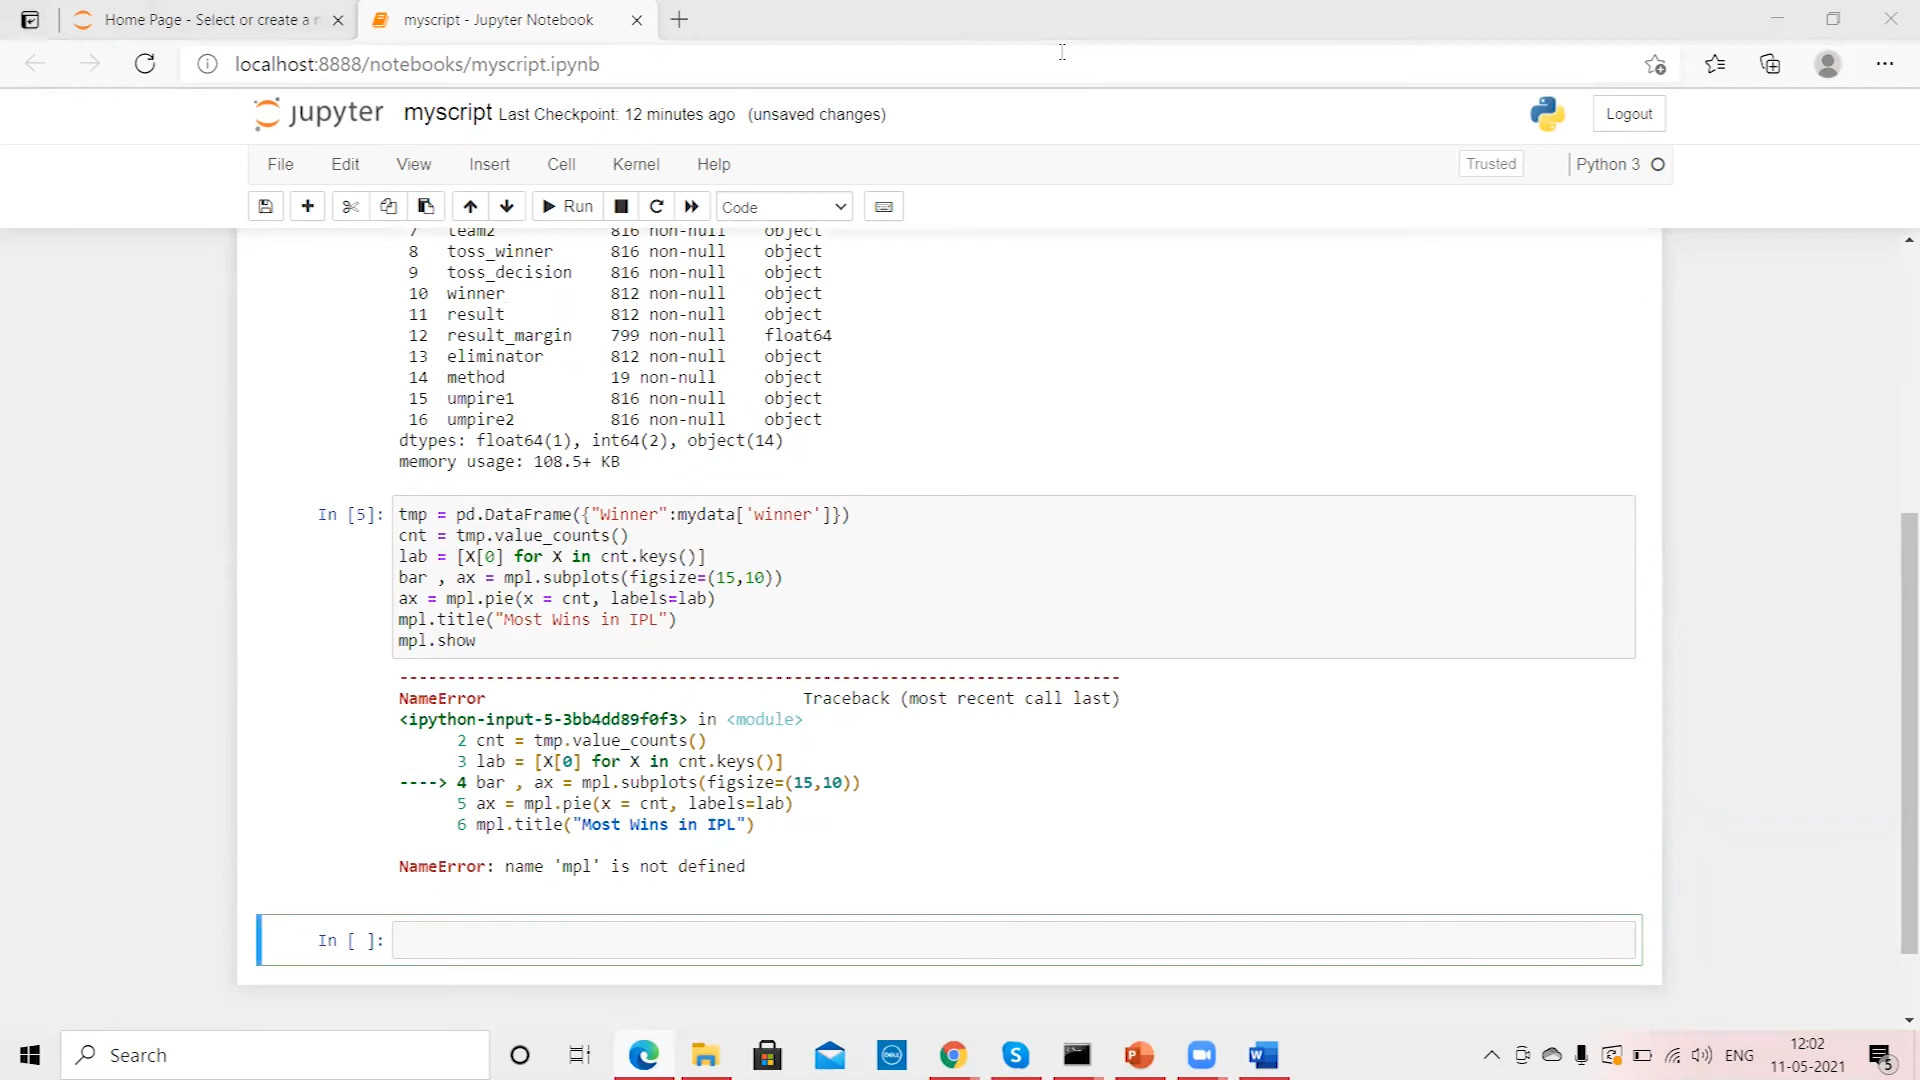 Home Page - Select or create a n
myscript - Jupyter Notebook
localhost:8888/notebooks/myscript.ipynb
jupyter myscript Last Checkpoint: 12 minutes ago (unsaved changes)
Logout
File Edit View Insert Cell Kernel Help
Trusted
Python 3
Run
Code
7 team2 816 non-null object
8 toss_winner 816 non-null object
9 toss_decision 816 non-null object
10 winner 812 non-null object
11 result 812 non-null object
12 result_margin 799 non-null float64
13 eliminator 812 non-null object
14 method 19 non-null object
15 umpire1 816 non-null object
16 umpire2 816 non-null object
dtypes: float64(1), int64(2), object(14)
memory usage: 108.5+ KB
In [5]: tmp = pd.DataFrame({"Winner":mydata['winner']})
cnt = tmp.value_counts()
lab = [X[0] for X in cnt.keys()]
bar , ax = mpl.subplots(figsize=(15,10))
ax = mpl.pie(x = cnt, labels=lab)
mpl.title("Most Wins in IPL")
mpl.show
---------------------------------------------------------------------------
NameError Traceback (most recent call last)
<ipython-input-5-3bb4dd89f0f3> in <module>
2 cnt = tmp.value_counts()
3 lab = [X[0] for X in cnt.keys()]
----> 4 bar , ax = mpl.subplots(figsize=(15,10))
5 ax = mpl.pie(x = cnt, labels=lab)
6 mpl.title("Most Wins in IPL")
NameError: name 'mpl' is not defined
In [ ]:
Search
DELL
ENG
12:02
11-05-2021
5